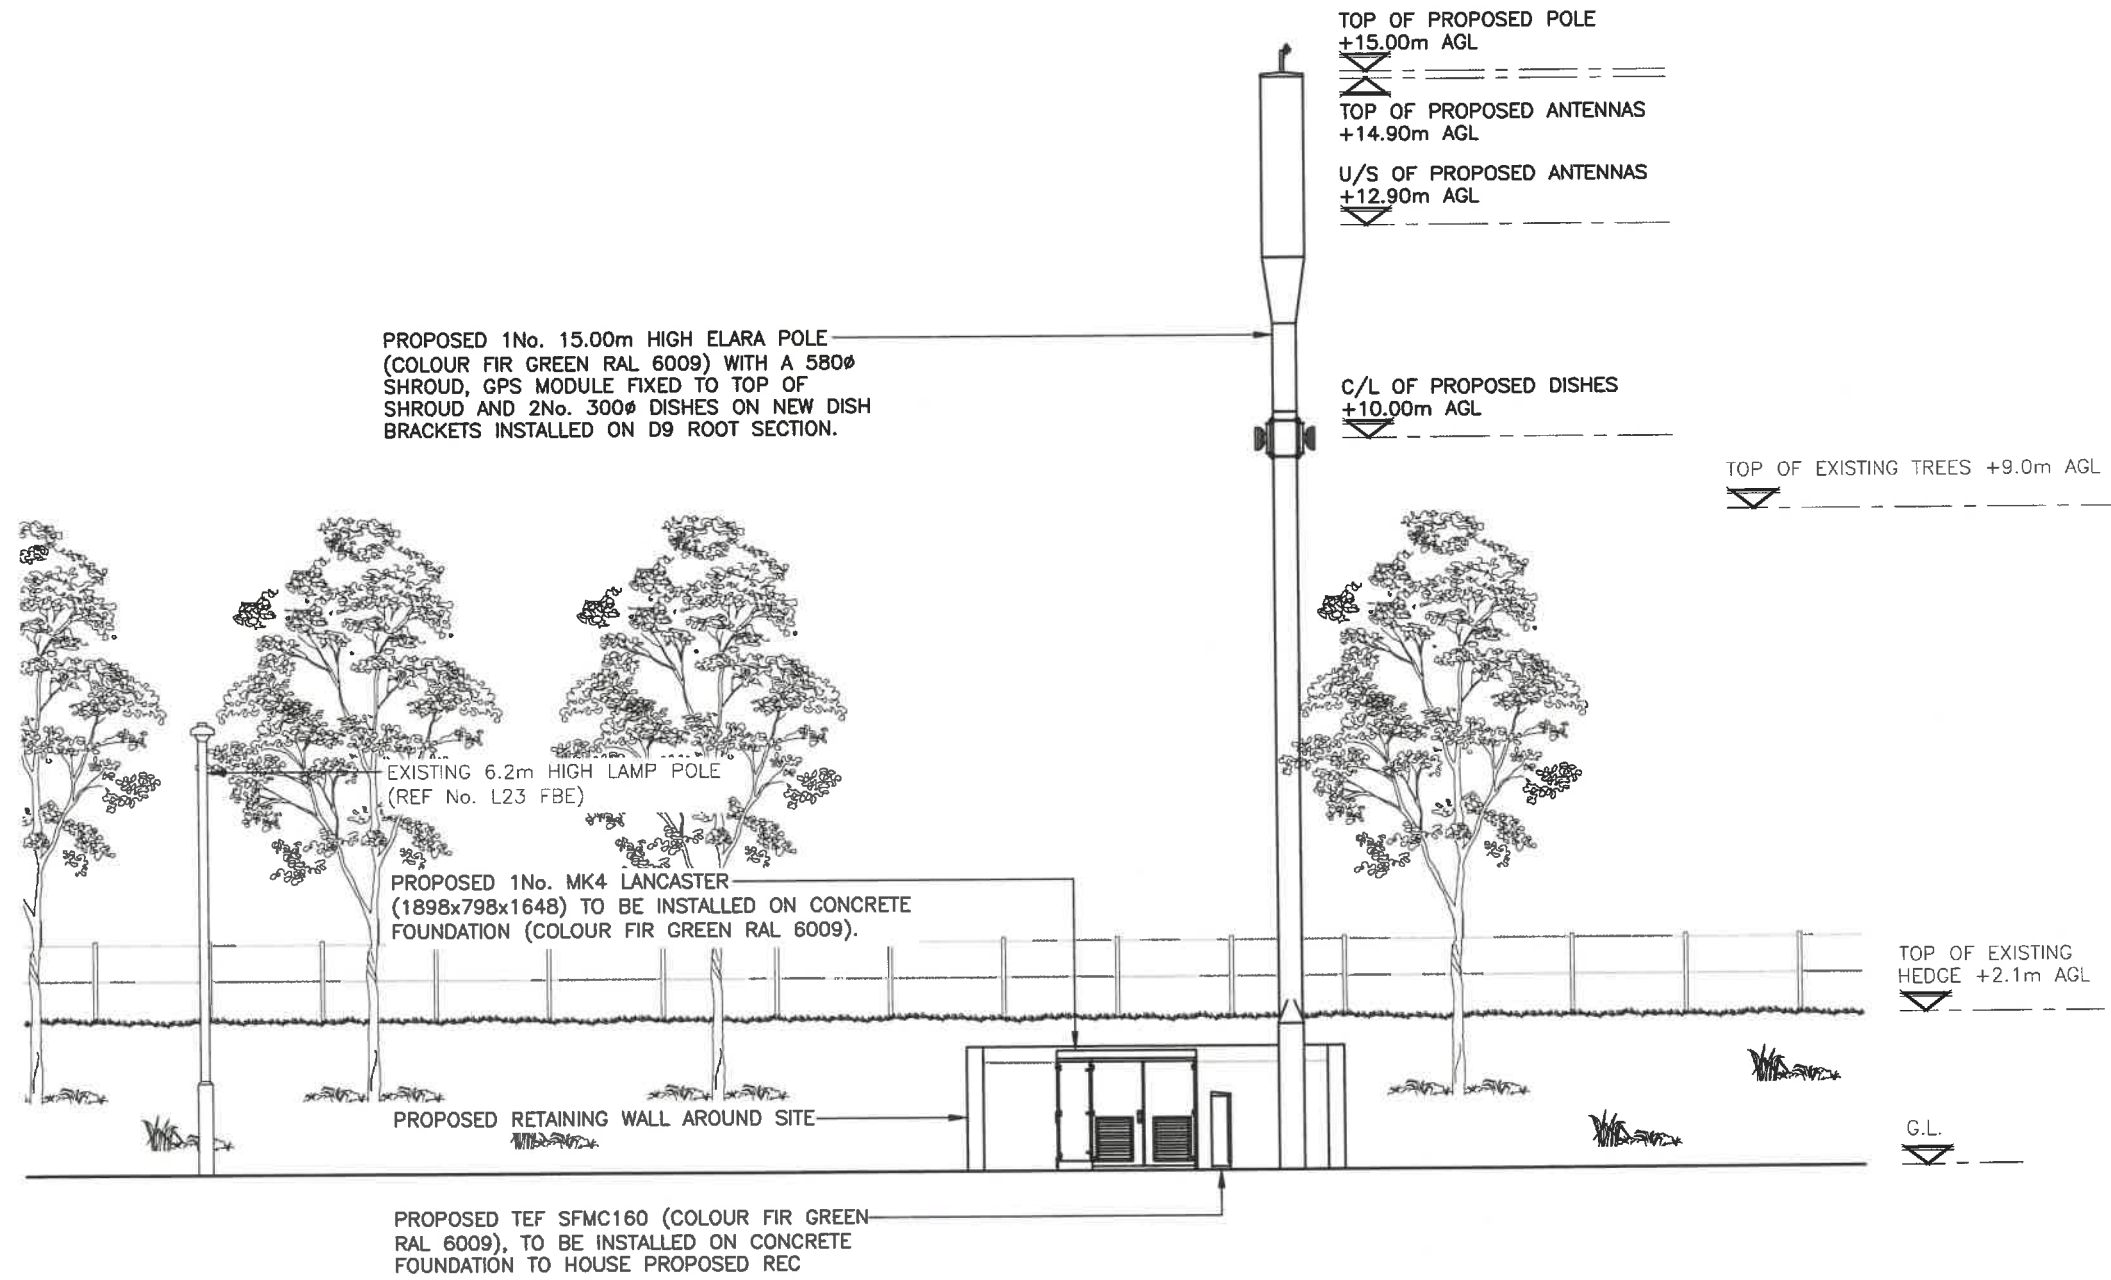 TOP OF PROPOSED POLE
+15.00m AGL
TOP OF PROPOSED ANTENNAS
+14.90m AGL
U/S OF PROPOSED ANTENNAS
+12.90m AGL
PROPOSED 1No. 15.00m HIGH ELARA POLE
(COLOUR FIR GREEN RAL 6009) WITH A 580ø
SHROUD, GPS MODULE FIXED TO TOP OF
SHROUD AND 2No. 300ø DISHES ON NEW DISH
BRACKETS INSTALLED ON D9 ROOT SECTION.
C/L OF PROPOSED DISHES
+10.00m AGL
TOP OF EXISTING TREES +9.0m AGL
EXISTING 6.2m HIGH LAMP POLE
(REF No. L23 FBE)
PROPOSED 1No. MK4 LANCASTER
(1898x798x1648) TO BE INSTALLED ON CONCRETE
FOUNDATION (COLOUR FIR GREEN RAL 6009).
TOP OF EXISTING
HEDGE +2.1m AGL
PROPOSED RETAINING WALL AROUND SITE
G.L.
PROPOSED TEF SFMC160 (COLOUR FIR GREEN
RAL 6009), TO BE INSTALLED ON CONCRETE
FOUNDATION TO HOUSE PROPOSED REC